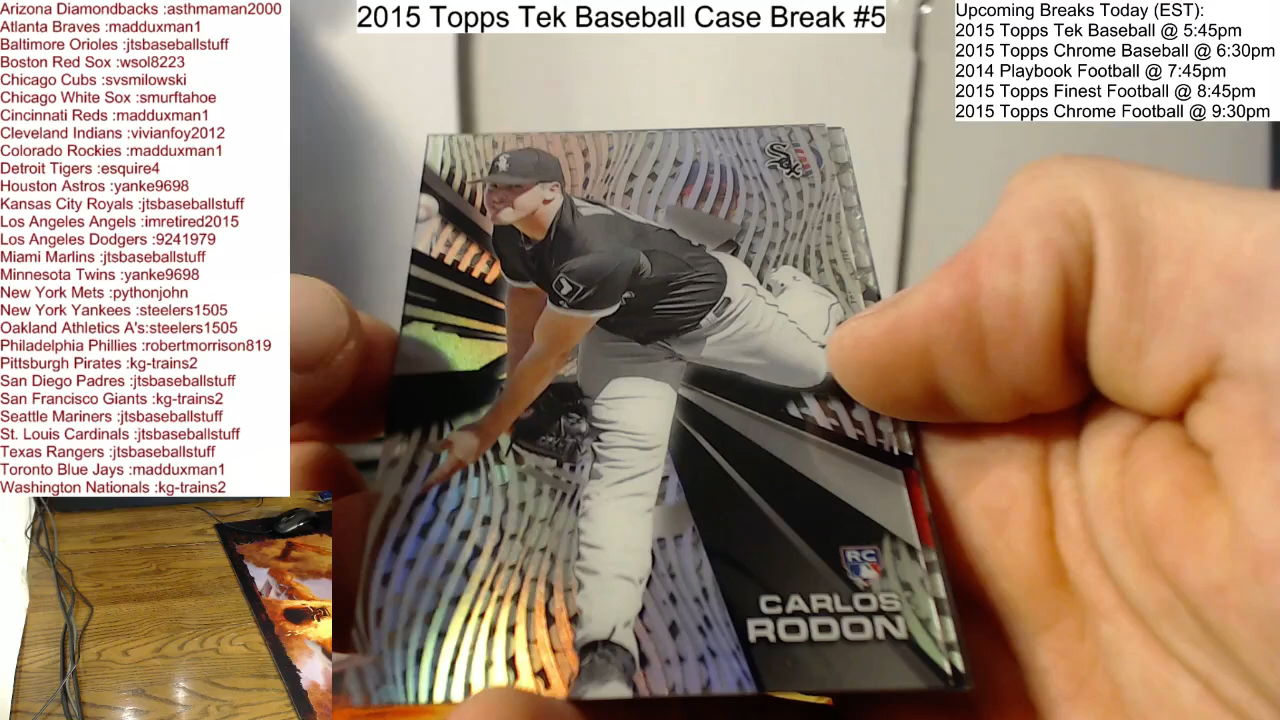 Arizona Diamondbacks :asthmaman2000
Atlanta Braves :madduxman1
Baltimore Orioles :jtsbaseballstuff
Boston Red Sox :wsol8223
Chicago Cubs :svsmilowski
Chicago White Sox :smurftahoe
Cincinnati Reds :madduxman1
Cleveland Indians :vivianfoy2012
Colorado Rockies :madduxman1
Detroit Tigers :esquire4
Houston Astros :yanke9698
Kansas City Royals :jtsbaseballstuff
Los Angeles Angels :imretired2015
Los Angeles Dodgers :9241979
Miami Marlins :jtsbaseballstuff
Minnesota Twins :yanke9698
New York Mets :pythonjohn
New York Yankees :steelers1505
Oakland Athletics A's:steelers1505
Philadelphia Phillies :robertmorrison819
Pittsburgh Pirates :kg-trains2
San Diego Padres :jtsbaseballstuff
San Francisco Giants :kg-trains2
Seattle Mariners :jtsbaseballstuff
St. Louis Cardinals :jtsbaseballstuff
Texas Rangers :jtsbaseballstuff
Toronto Blue Jays :madduxman1
Washington Nationals :kg-trains2
2015 Topps Tek Baseball Case Break #5
Upcoming Breaks Today (EST):
2015 Topps Tek Baseball @ 5:45pm
2015 Topps Chrome Baseball @ 6:30pm
2014 Playbook Football @ 7:45pm
2015 Topps Finest Football @ 8:45pm
2015 Topps Chrome Football @ 9:30pm
Sox
RC
CARLOS
RODON